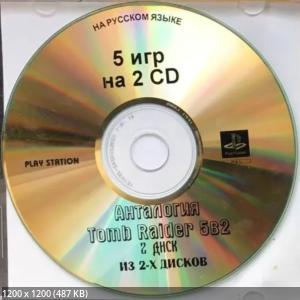 НА РУССКОМ ЯЗЫКЕ
5 игр
на 2 CD
PLAY STATION
Анталогия
Tomb Raider 5в2
2 диск
ИЗ 2-Х ДИСКОВ
1200 x 1200 (487 KB)